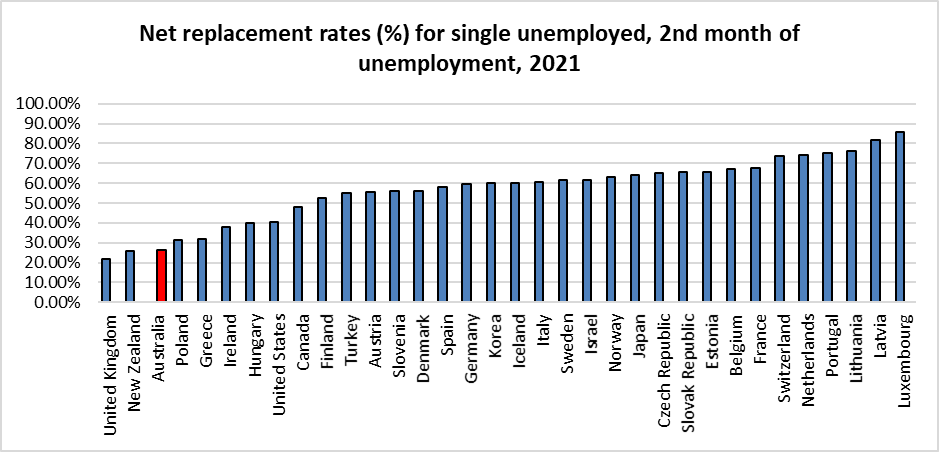 Net replacement rates (%) for single unemployed, 2nd month of
unemployment, 2021
100.00%
90.00%
80.00%
70.00%
60.00%
50.00%
40.00%
30.00%
20.00%
10.00%
0.00%
United Kingdom
New Zealand
Australia
Poland
Greece
Ireland
Hungary
United States
Canada
Finland
Turkey
Austria
Slovenia
Denmark
Spain
Germany
Korea
Iceland
Italy
Sweden
Israel
Norway
Japan
Czech Republic
Slovak Republic
Estonia
Belgium
France
Switzerland
Netherlands
Portugal
Lithuania
Latvia
Luxembourg